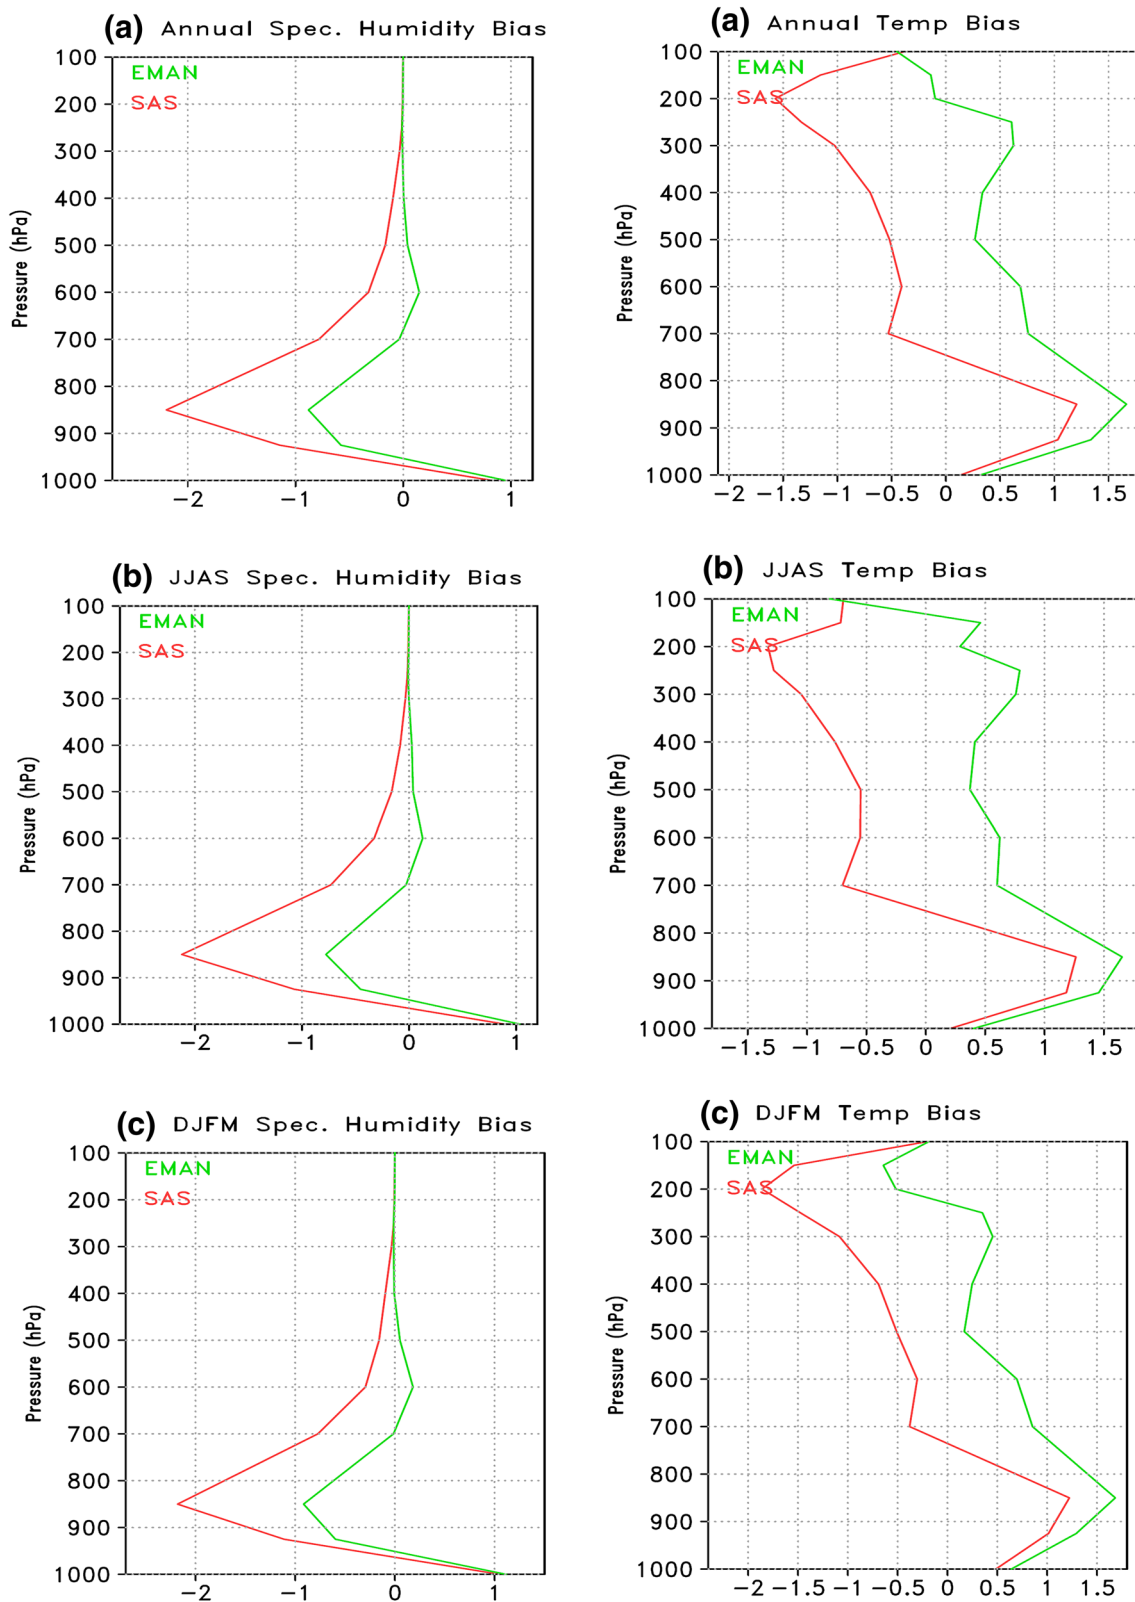 (a) Annual Spec. Humidity Bias
EMAN
SAS
100
200
300
400
500
600
700
800
900
1000
Pressure (hPa)
−2 −1 0 1
(a) Annual Temp Bias
EMAN
SAS
100
200
300
400
500
600
700
800
900
1000
Pressure (hPa)
−2 −1.5 −1 −0.5 0 0.5 1 1.5
(b) JJAS Spec. Humidity Bias
EMAN
SAS
100
200
300
400
500
600
700
800
900
1000
Pressure (hPa)
−2 −1 0 1
(b) JJAS Temp Bias
EMAN
SAS
100
200
300
400
500
600
700
800
900
1000
Pressure (hPa)
−1.5 −1 −0.5 0 0.5 1 1.5
(c) DJFM Spec. Humidity Bias
EMAN
SAS
100
200
300
400
500
600
700
800
900
1000
Pressure (hPa)
−2 −1 0 1
(c) DJFM Temp Bias
EMAN
SAS
100
200
300
400
500
600
700
800
900
1000
Pressure (hPa)
−2 −1.5 −1 −0.5 0 0.5 1 1.5